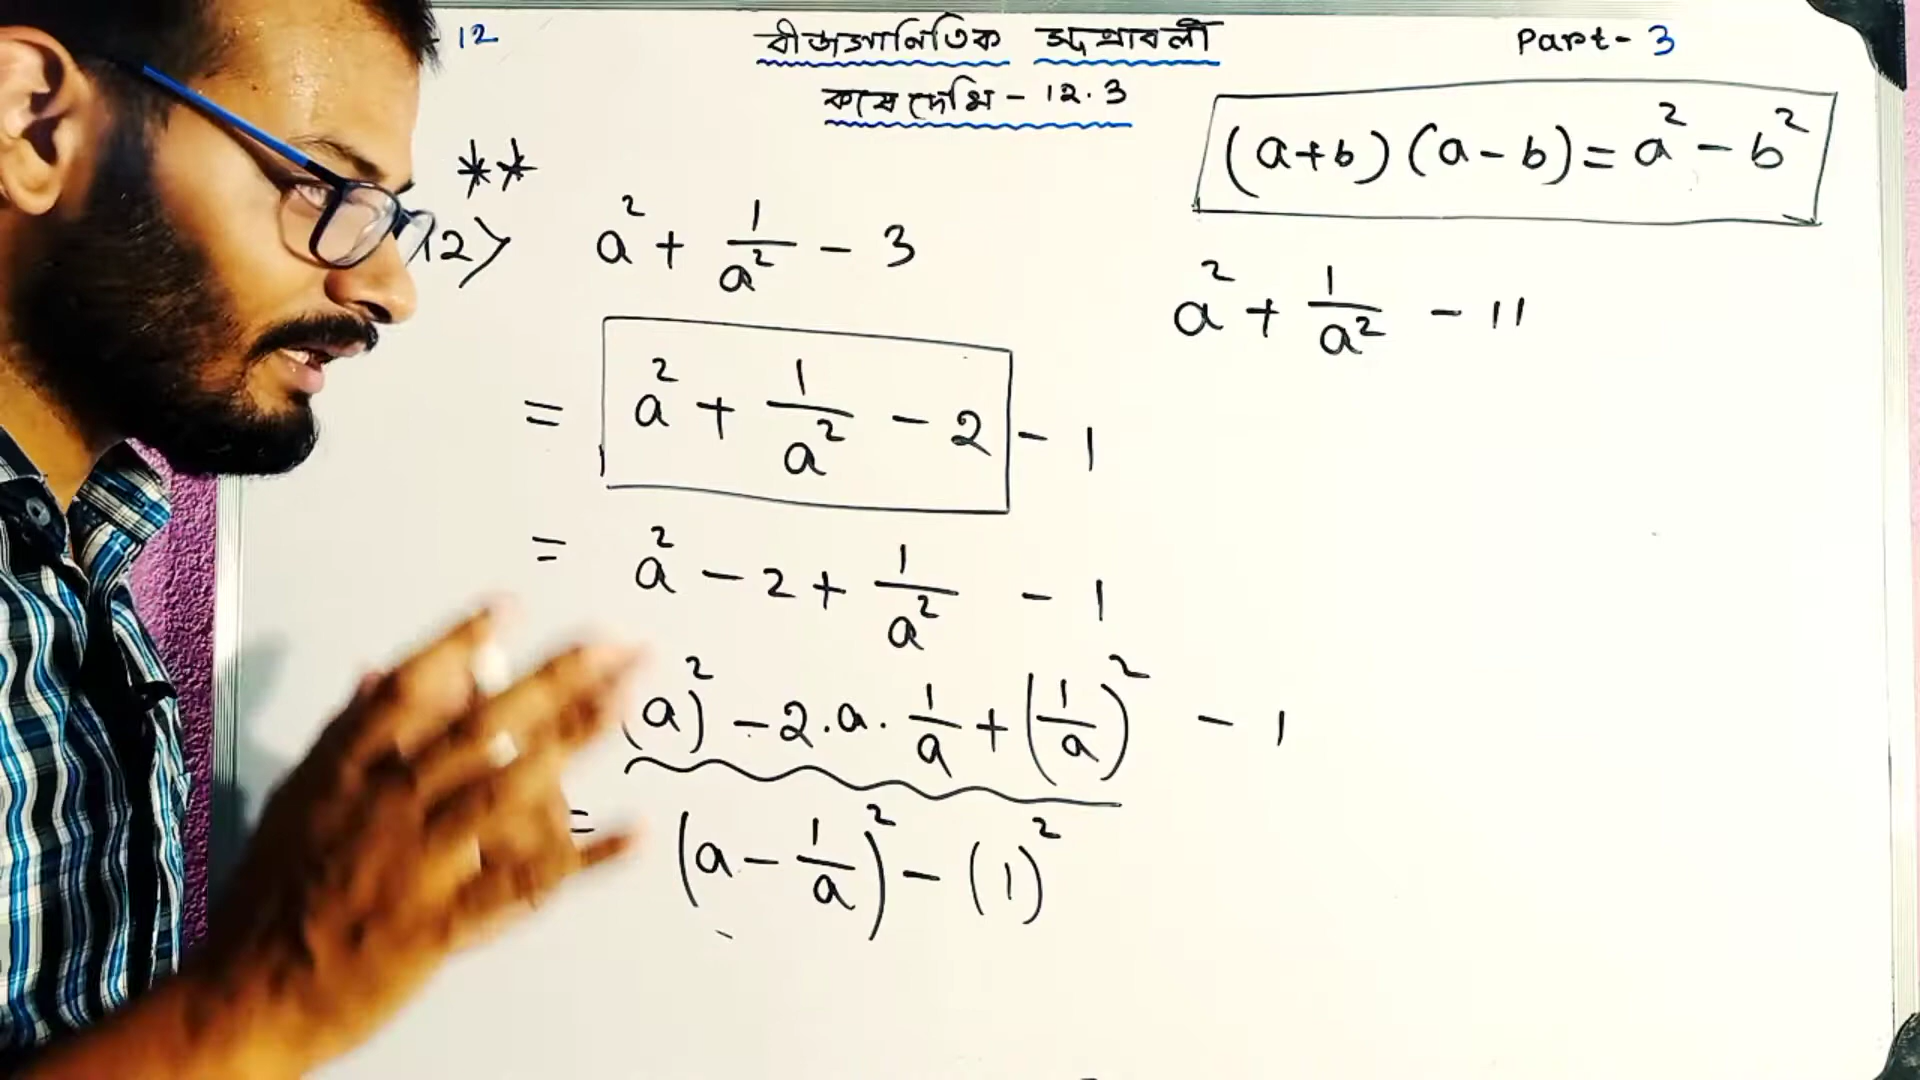 12
বীজগানিতিক সূত্রাবলী
Part - 3
কষে দেখি - 12.3
(a+b)(a-b)=a²-b²
**
12> a² + 1/a² - 3
a² + 1/a² - 11
= a² + 1/a² - 2 - 1
= a² - 2 + 1/a² - 1
(a)² - 2.a.1/a + (1/a)² - 1
= (a - 1/a)² - (1)²